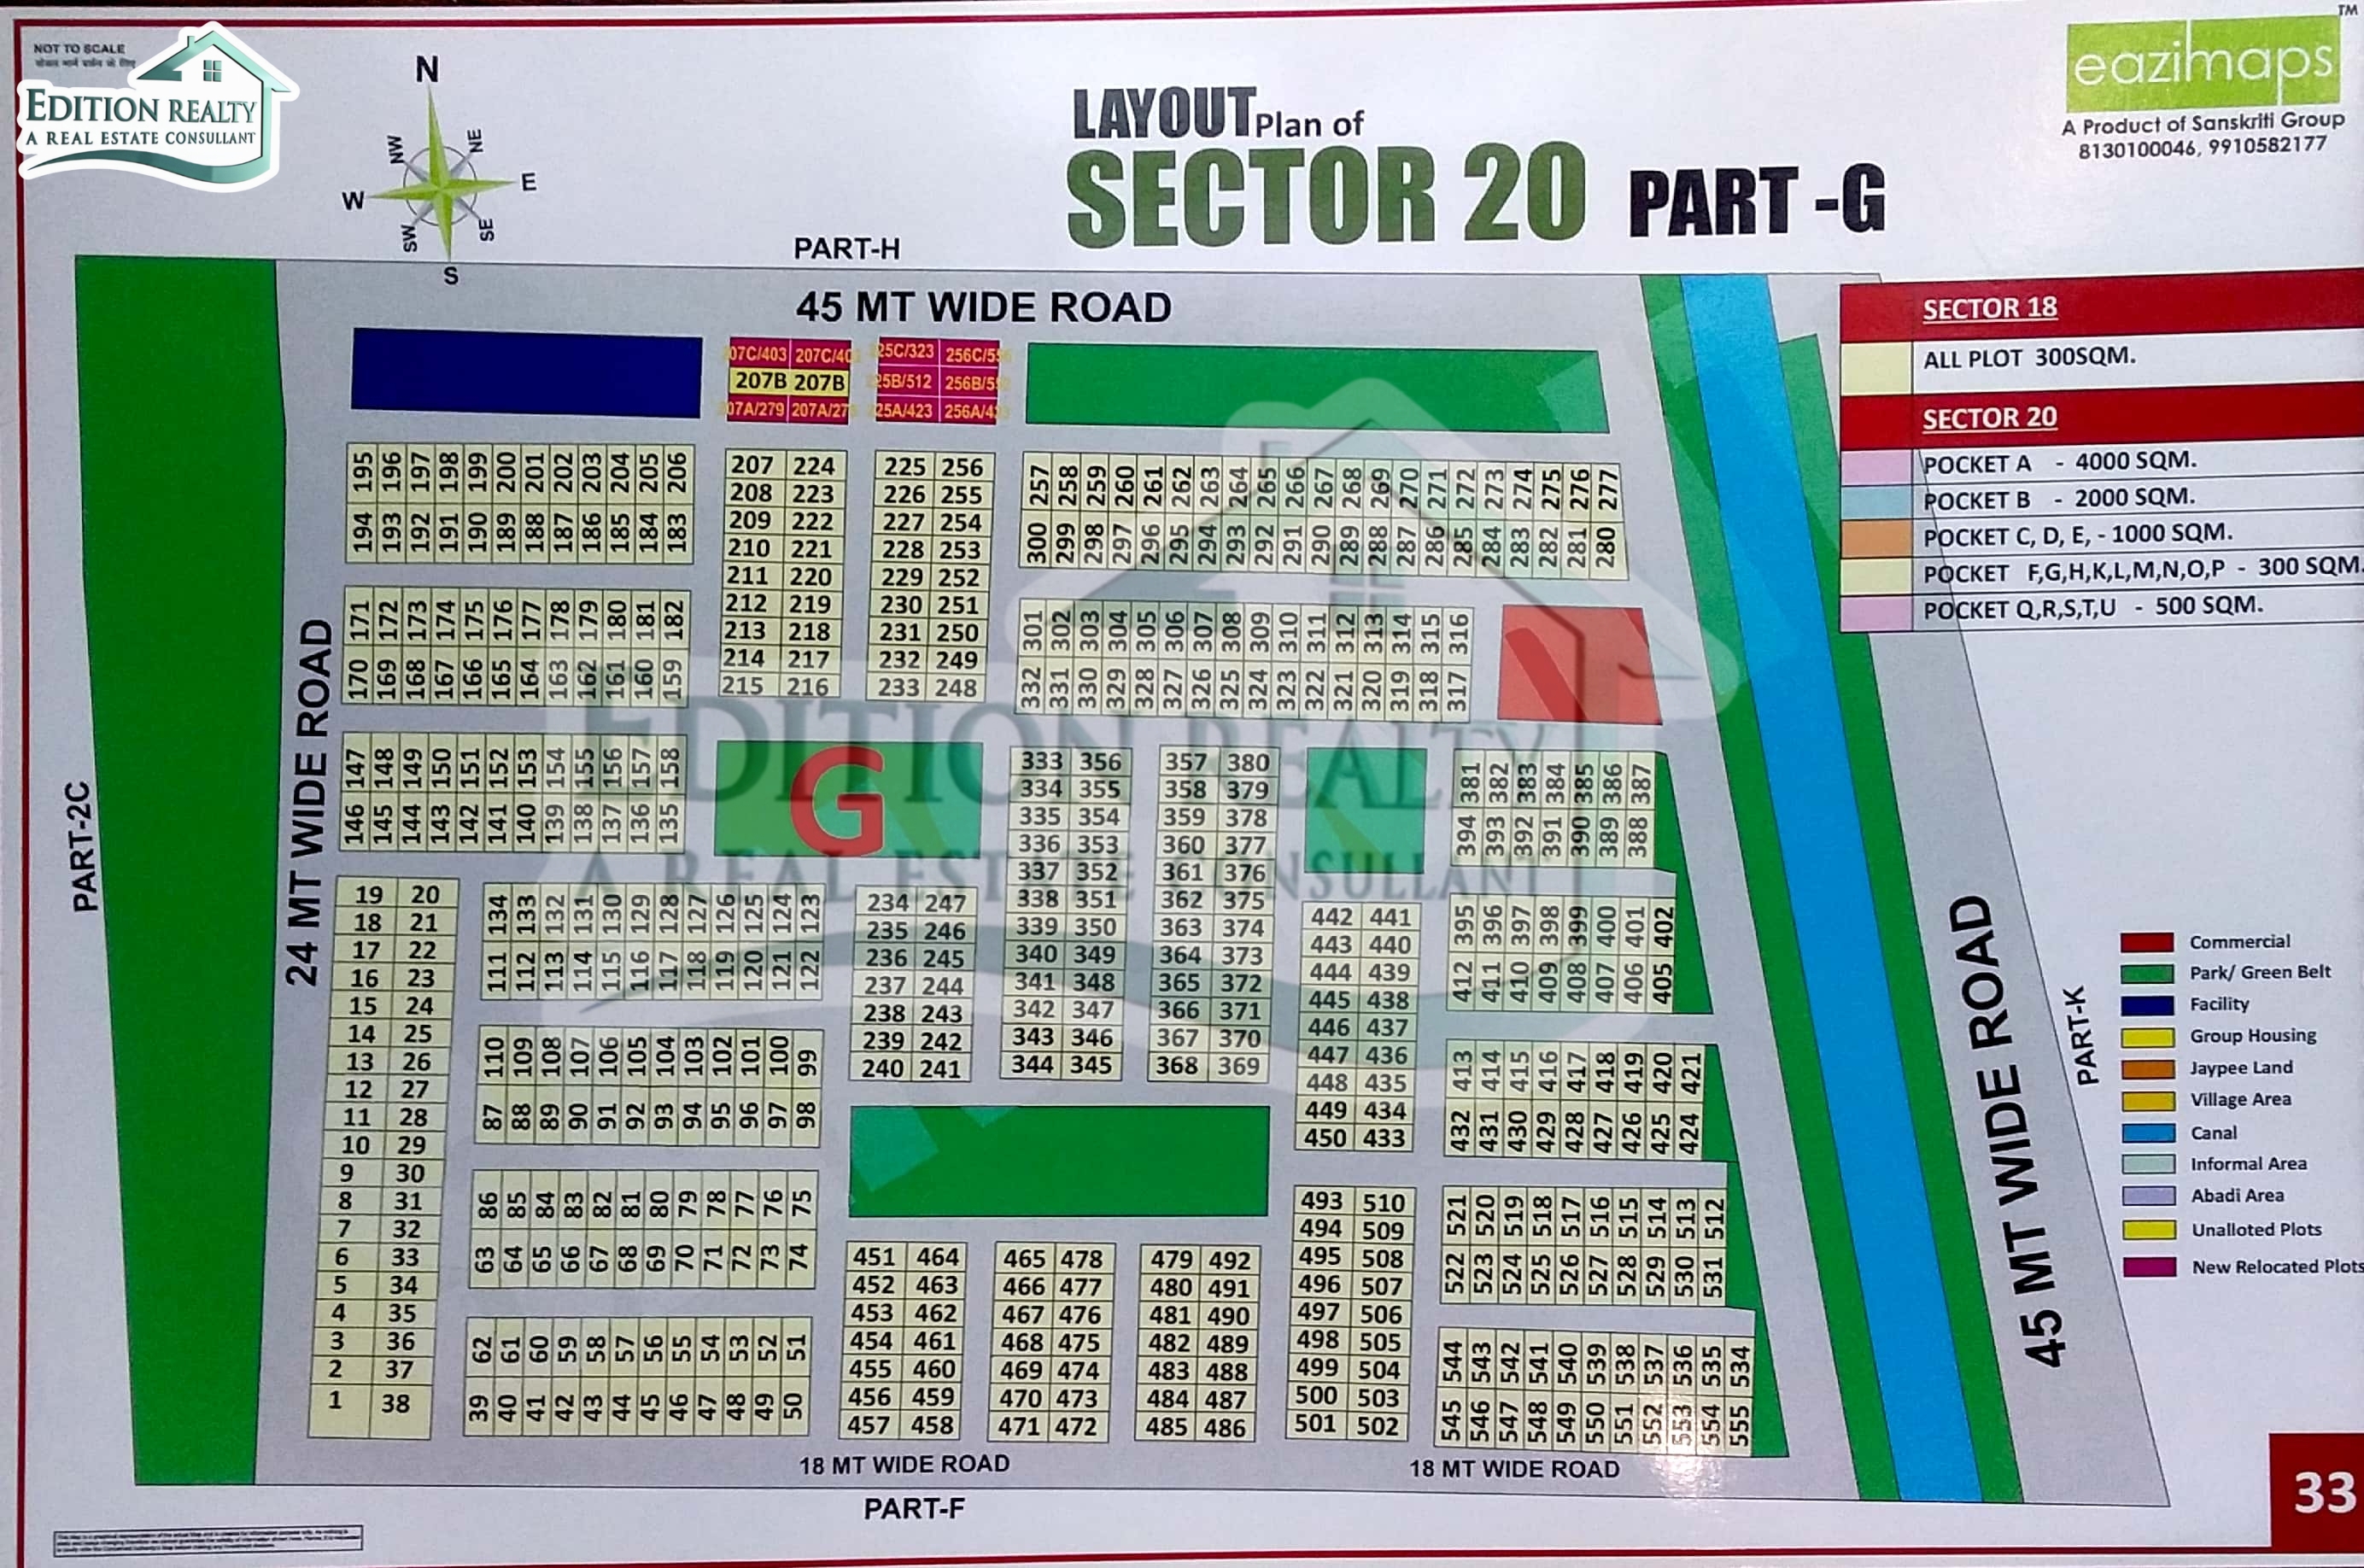 NOT TO SCALE
EDITION REALTY
A REAL ESTATE CONSULLANT
N
NW
NE
W
E
SW
SE
S
LAYOUT Plan of
SECTOR 20 PART -G
TM
eazimaps
A Product of Sanskriti Group
8130100046, 9910582177
PART-H
45 MT WIDE ROAD
SECTOR 18
ALL PLOT 300SQM.
SECTOR 20
POCKET A - 4000 SQM.
POCKET B - 2000 SQM.
POCKET C, D, E, - 1000 SQM.
POCKET F,G,H,K,L,M,N,O,P - 300 SQM.
POCKET Q,R,S,T,U - 500 SQM.
07C/403 207C/40
207B 207B
07A/279 207A/27
25C/323 256C/5
25B/512 256B/5
25A/423 256A/4
195 196 197 198 199 200 201 202 203 204 205 206
194 193 192 191 190 189 188 187 186 185 184 183
171 172 173 174 175 176 177 178 179 180 181 182
170 169 168 167 166 165 164 163 162 161 160 159
147 148 149 150 151 152 153 154 155 156 157 158
146 145 144 143 142 141 140 139 138 137 136 135
207 224
208 223
209 222
210 221
211 220
212 219
213 218
214 217
215 216
225 256
226 255
227 254
228 253
229 252
230 251
231 250
232 249
233 248
257 258 259 260 261 262 263 264 265 266 267 268 269 270 271 272 273 274 275 276 277
300 299 298 297 296 295 294 293 292 291 290 289 288 287 286 285 284 283 282 281 280
301 302 303 304 305 306 307 308 309 310 311 312 313 314 315 316
332 331 330 329 328 327 326 325 324 323 322 321 320 319 318 317
EDITION REALTY
A REAL ESTATE CONSULLANT
G
333 356
334 355
335 354
336 353
337 352
338 351
339 350
340 349
341 348
342 347
343 346
344 345
357 380
358 379
359 378
360 377
361 376
362 375
363 374
364 373
365 372
366 371
367 370
368 369
381 382 383 384 385 386 387
394 393 392 391 390 389 388
395 396 397 398 399 400 401 402
412 411 410 409 408 407 406 405
413 414 415 416 417 418 419 420 421
432 431 430 429 428 427 426 425 424
442 441
443 440
444 439
445 438
446 437
447 436
448 435
449 434
450 433
234 247
235 246
236 245
237 244
238 243
239 242
240 241
19 20
18 21
17 22
16 23
15 24
14 25
13 26
12 27
11 28
10 29
9 30
8 31
7 32
6 33
5 34
4 35
3 36
2 37
1 38
134 133 132 131 130 129 128 127 126 125 124 123
111 112 113 114 115 116 117 118 119 120 121 122
110 109 108 107 106 105 104 103 102 101 100 99
87 88 89 90 91 92 93 94 95 96 97 98
86 85 84 83 82 81 80 79 78 77 76 75
63 64 65 66 67 68 69 70 71 72 73 74
62 61 60 59 58 57 56 55 54 53 52 51
39 40 41 42 43 44 45 46 47 48 49 50
451 464
452 463
453 462
454 461
455 460
456 459
457 458
465 478
466 477
467 476
468 475
469 474
470 473
471 472
479 492
480 491
481 490
482 489
483 488
484 487
485 486
493 510
494 509
495 508
496 507
497 506
498 505
499 504
500 503
501 502
521 520 519 518 517 516 515 514 513 512
522 523 524 525 526 527 528 529 530 531
544 543 542 541 540 539 538 537 536 535 534
545 546 547 548 549 550 551 552 553 554 555
PART-2C
24 MT WIDE ROAD
45 MT WIDE ROAD
PART-K
Commercial
Park/ Green Belt
Facility
Group Housing
Jaypee Land
Village Area
Canal
Informal Area
Abadi Area
Unalloted Plots
New Relocated Plots
18 MT WIDE ROAD
18 MT WIDE ROAD
PART-F
33